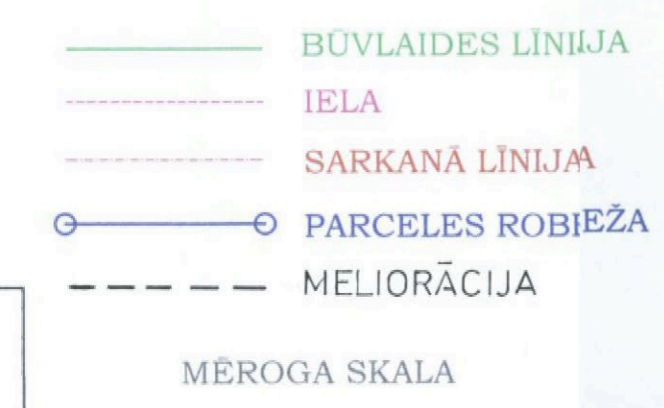 BŪVLAIDES LĪNIJA
IELA
SARKANĀ LĪNIJA
PARCELES ROBEŽA
MELIORĀCIJA
MĒROGA SKALA